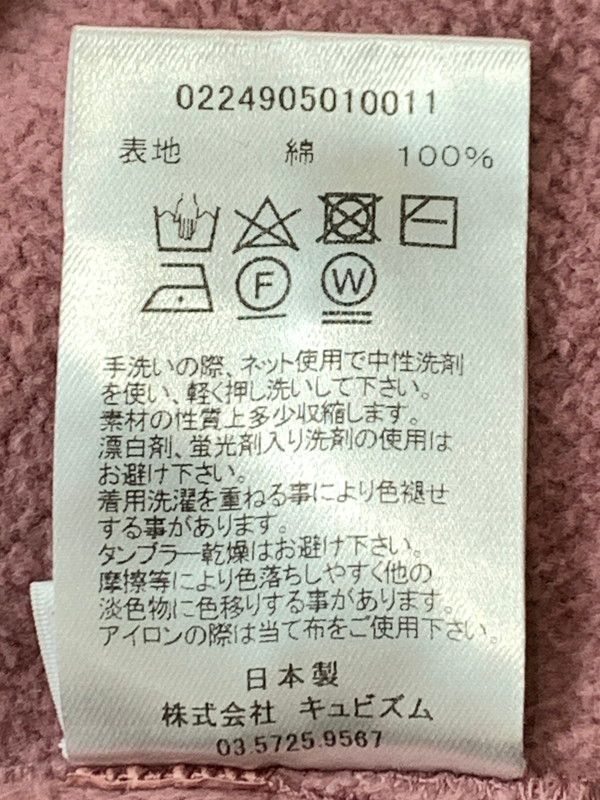 0224905010011
表地 綿 100%
F W
手洗いの際、ネット使用で中性洗剤
を使い、軽く押し洗いして下さい。
素材の性質上多少収縮します。
漂白剤、蛍光剤入り洗剤の使用は
お避け下さい。
着用洗濯を重ねる事により色褪せ
する事があります。
タンブラー乾燥はお避け下さい。
摩擦等により色落ちしやすく他の
淡色物に色移りする事があります。
アイロンの際は当て布をご使用下さい。
日本製
株式会社 キュビズム
03.5725.9567